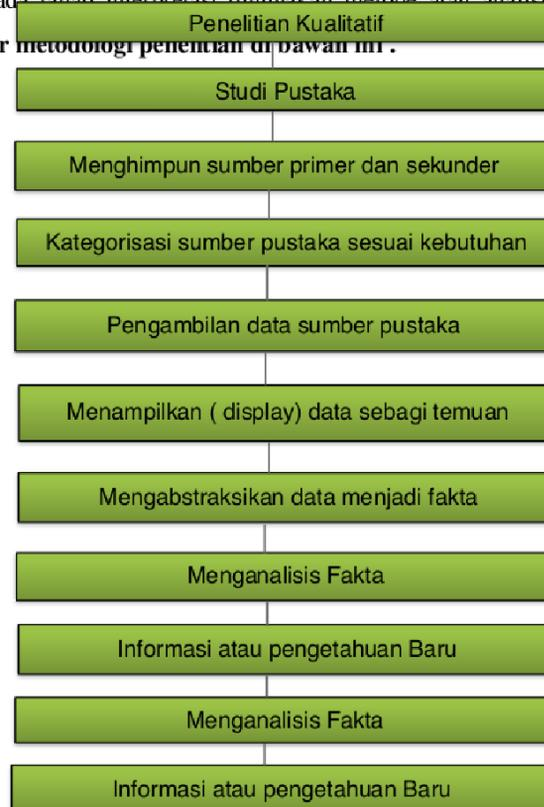 Penelitian Kualitatif
r metodologi penelitian di bawah ini :
Studi Pustaka
Menghimpun sumber primer dan sekunder
Kategorisasi sumber pustaka sesuai kebutuhan
Pengambilan data sumber pustaka
Menampilkan ( display) data sebagi temuan
Mengabstraksikan data menjadi fakta
Menganalisis Fakta
Informasi atau pengetahuan Baru
Menganalisis Fakta
Informasi atau pengetahuan Baru